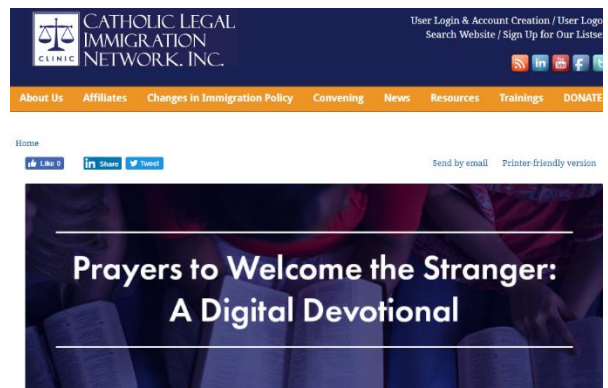 CATHOLIC LEGAL
IMMIGRATION
NETWORK, INC.
CLINIC
User Login & Account Creation / User Logo
Search Website / Sign Up for Our Listse
About Us Affiliates Changes in Immigration Policy Convening News Resources Trainings DONATE
Home
Like 0 in Share Tweet
Send by email Printer-friendly version
Prayers to Welcome the Stranger:
A Digital Devotional